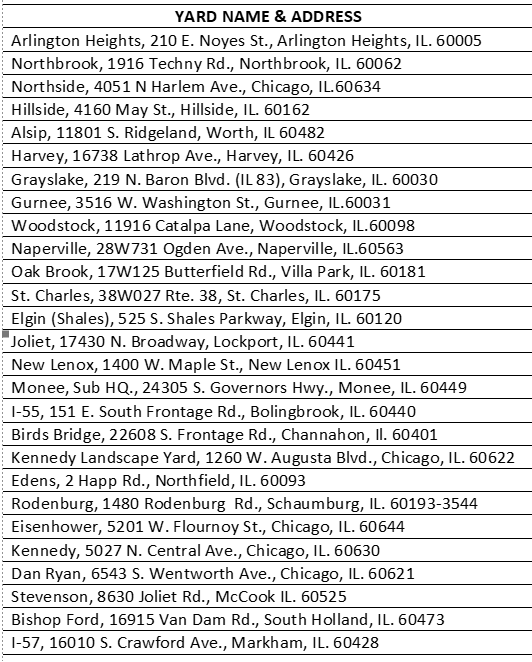 YARD NAME & ADDRESS
Arlington Heights, 210 E. Noyes St., Arlington Heights, IL. 60005
Northbrook, 1916 Techny Rd., Northbrook, IL. 60062
Northside, 4051 N Harlem Ave., Chicago, IL.60634
Hillside, 4160 May St., Hillside, IL. 60162
Alsip, 11801 S. Ridgeland, Worth, IL 60482
Harvey, 16738 Lathrop Ave., Harvey, IL. 60426
Grayslake, 219 N. Baron Blvd. (IL 83), Grayslake, IL. 60030
Gurnee, 3516 W. Washington St., Gurnee, IL.60031
Woodstock, 11916 Catalpa Lane, Woodstock, IL.60098
Naperville, 28W731 Ogden Ave., Naperville, IL.60563
Oak Brook, 17W125 Butterfield Rd., Villa Park, IL. 60181
St. Charles, 38W027 Rte. 38, St. Charles, IL. 60175
Elgin (Shales), 525 S. Shales Parkway, Elgin, IL. 60120
Joliet, 17430 N. Broadway, Lockport, IL. 60441
New Lenox, 1400 W. Maple St., New Lenox IL. 60451
Monee, Sub HQ., 24305 S. Governors Hwy., Monee, IL. 60449
I-55, 151 E. South Frontage Rd., Bolingbrook, IL. 60440
Birds Bridge, 22608 S. Frontage Rd., Channahon, Il. 60401
Kennedy Landscape Yard, 1260 W. Augusta Blvd., Chicago, IL. 60622
Edens, 2 Happ Rd., Northfield, IL. 60093
Rodenburg, 1480 Rodenburg Rd., Schaumburg, IL. 60193-3544
Eisenhower, 5201 W. Flournoy St., Chicago, IL. 60644
Kennedy, 5027 N. Central Ave., Chicago, IL. 60630
Dan Ryan, 6543 S. Wentworth Ave., Chicago, IL. 60621
Stevenson, 8630 Joliet Rd., McCook IL. 60525
Bishop Ford, 16915 Van Dam Rd., South Holland, IL. 60473
I-57, 16010 S. Crawford Ave., Markham, IL. 60428